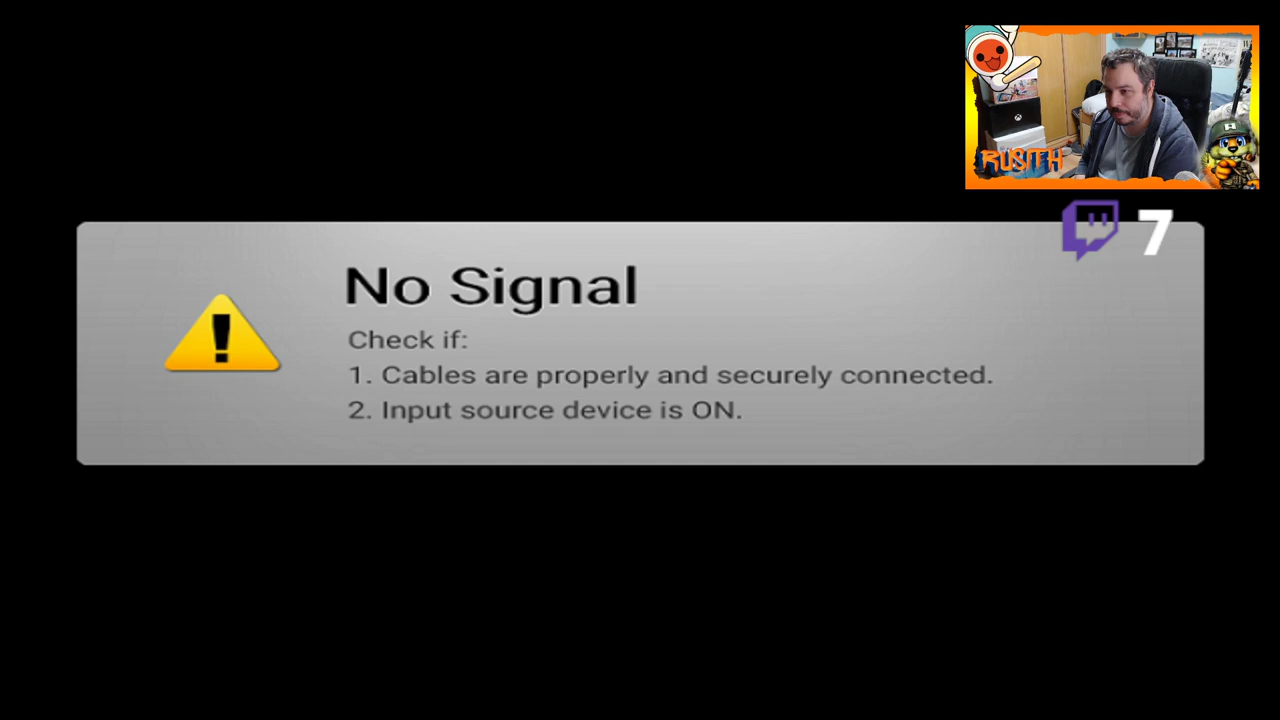 RUSITH
7
No Signal
Check if:
1. Cables are properly and securely connected.
2. Input source device is ON.